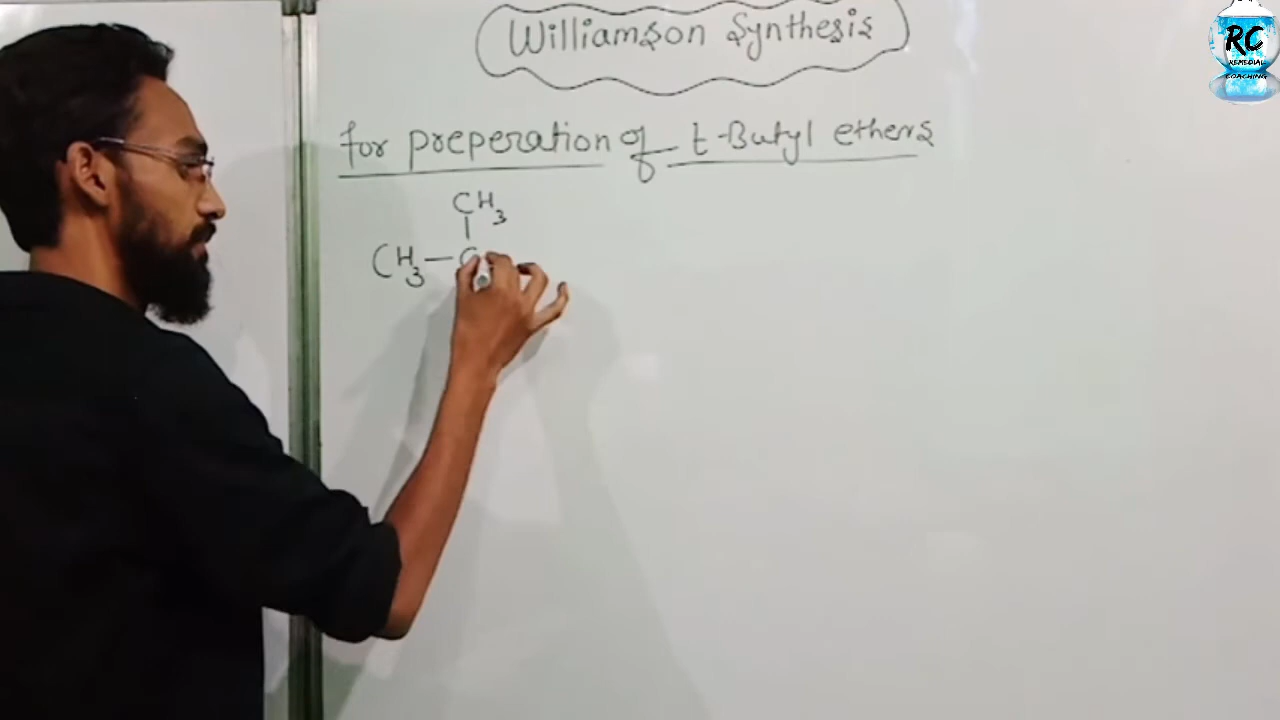 Williamson Synthesis
RC
REMEDIAL
COACHING
for preperation of t-Butyl ethers
CH3
|
CH3—C